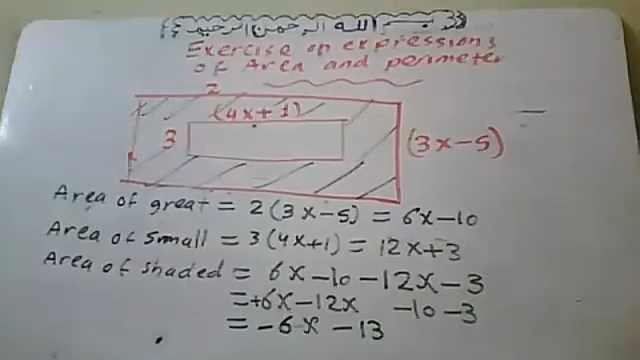 بسم الله الرحمن الرحيم
Exercise on expressions
of Area and perimeter
2
(4x+1)
3
(3x-5)
Area of great = 2(3x-5) = 6x-10
Area of small = 3(4x+1) = 12x+3
Area of shaded = 6x-10-12x-3
=+6x-12x -10-3
= -6x -13